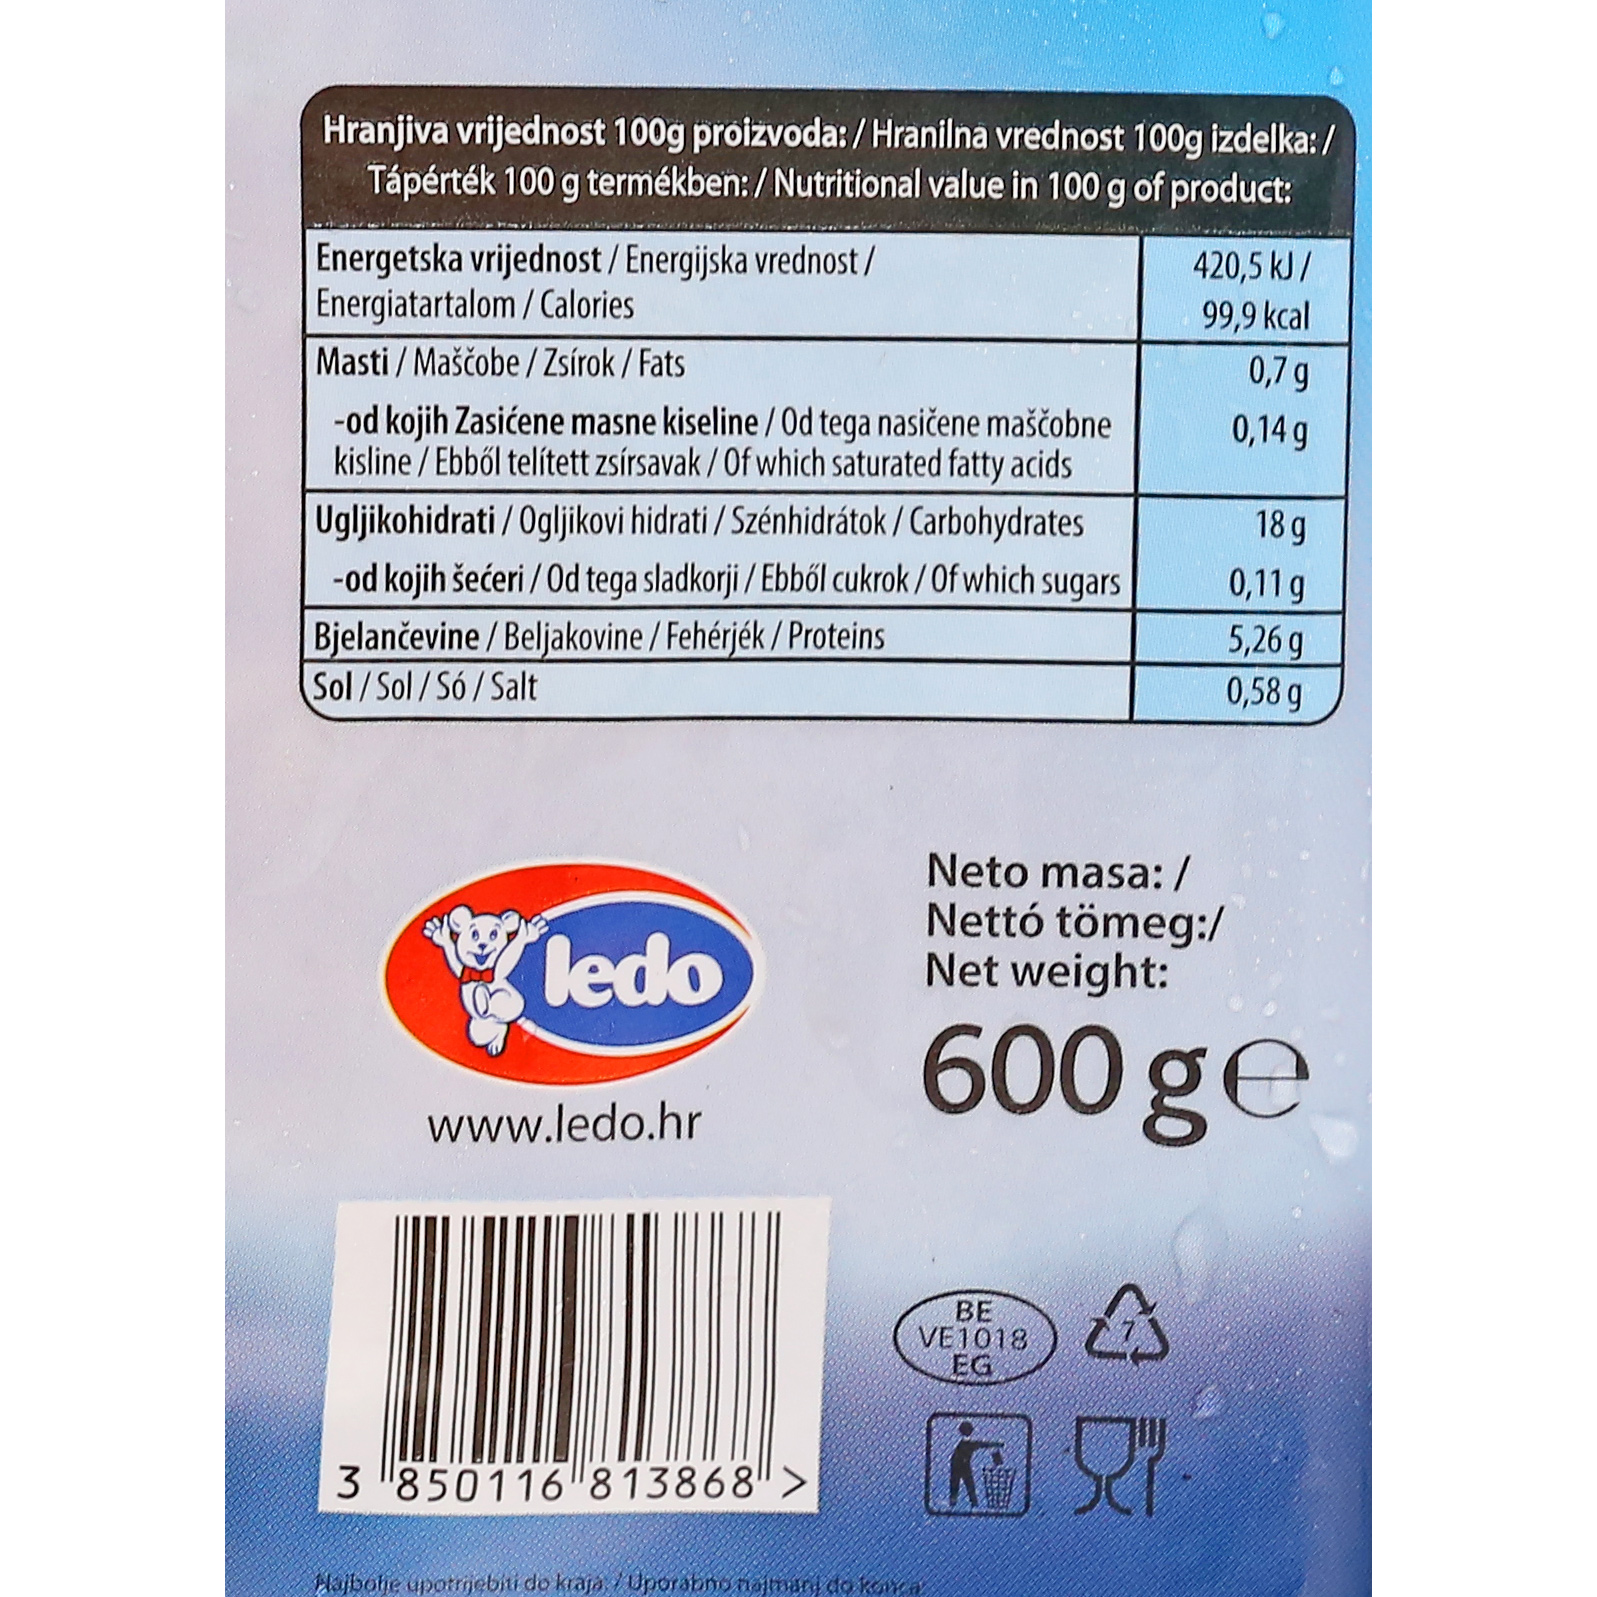 Hranjiva vrijednost 100g proizvoda: / Hranilna vrednost 100g izdelka: /
Tápérték 100 g termékben: / Nutritional value in 100 g of product:
Energetska vrijednost / Energijska vrednost /
Energiatartalom / Calories
420,5 kJ /
99,9 kcal
Masti / Maščobe / Zsírok / Fats
0,7 g
-od kojih Zasićene masne kiseline / Od tega nasičene maščobne
kisline / Ebből telített zsírsavak / Of which saturated fatty acids
0,14 g
Ugljikohidrati / Ogljikovi hidrati / Szénhidrátok / Carbohydrates
18 g
-od kojih šećeri / Od tega sladkorji / Ebből cukrok / Of which sugars
0,11 g
Bjelančevine / Beljakovine / Fehérjék / Proteins
5,26 g
Sol / Sol / Só / Salt
0,58 g
ledo
www.ledo.hr
Neto masa: /
Nettó tömeg:/
Net weight:
600 g e
BE
VE1018
EG
7
3 850116 813868 >
Najbolje upotrijebiti do kraja: / Uporabno najmanj do konca: